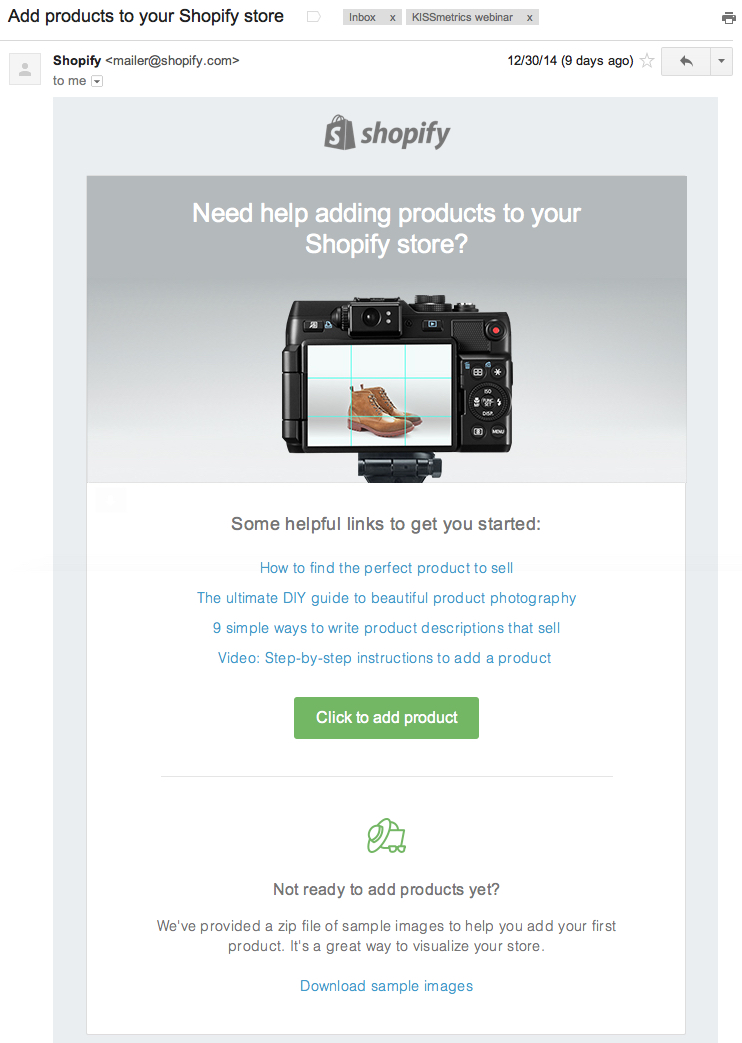 Add products to your Shopify store
Inbox x
KISSmetrics webinar x
Shopify <mailer@shopify.com>
12/30/14 (9 days ago)
to me
shopify
Need help adding products to your
Shopify store?
ISO
FUNC.
SET
DISP.
MENU
Some helpful links to get you started:
How to find the perfect product to sell
The ultimate DIY guide to beautiful product photography
9 simple ways to write product descriptions that sell
Video: Step-by-step instructions to add a product
Click to add product
Not ready to add products yet?
We've provided a zip file of sample images to help you add your first
product. It's a great way to visualize your store.
Download sample images